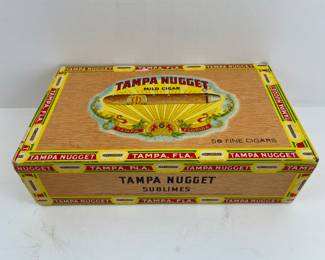 TAMPA NUGGET
MILD CIGAR
TAMPA FLORIDA
50 FINE CIGARS
TAMPA NUGGET TAMPA, FLA. TAMPA NUGGET
TAMPA NUGGET
SUBLIMES